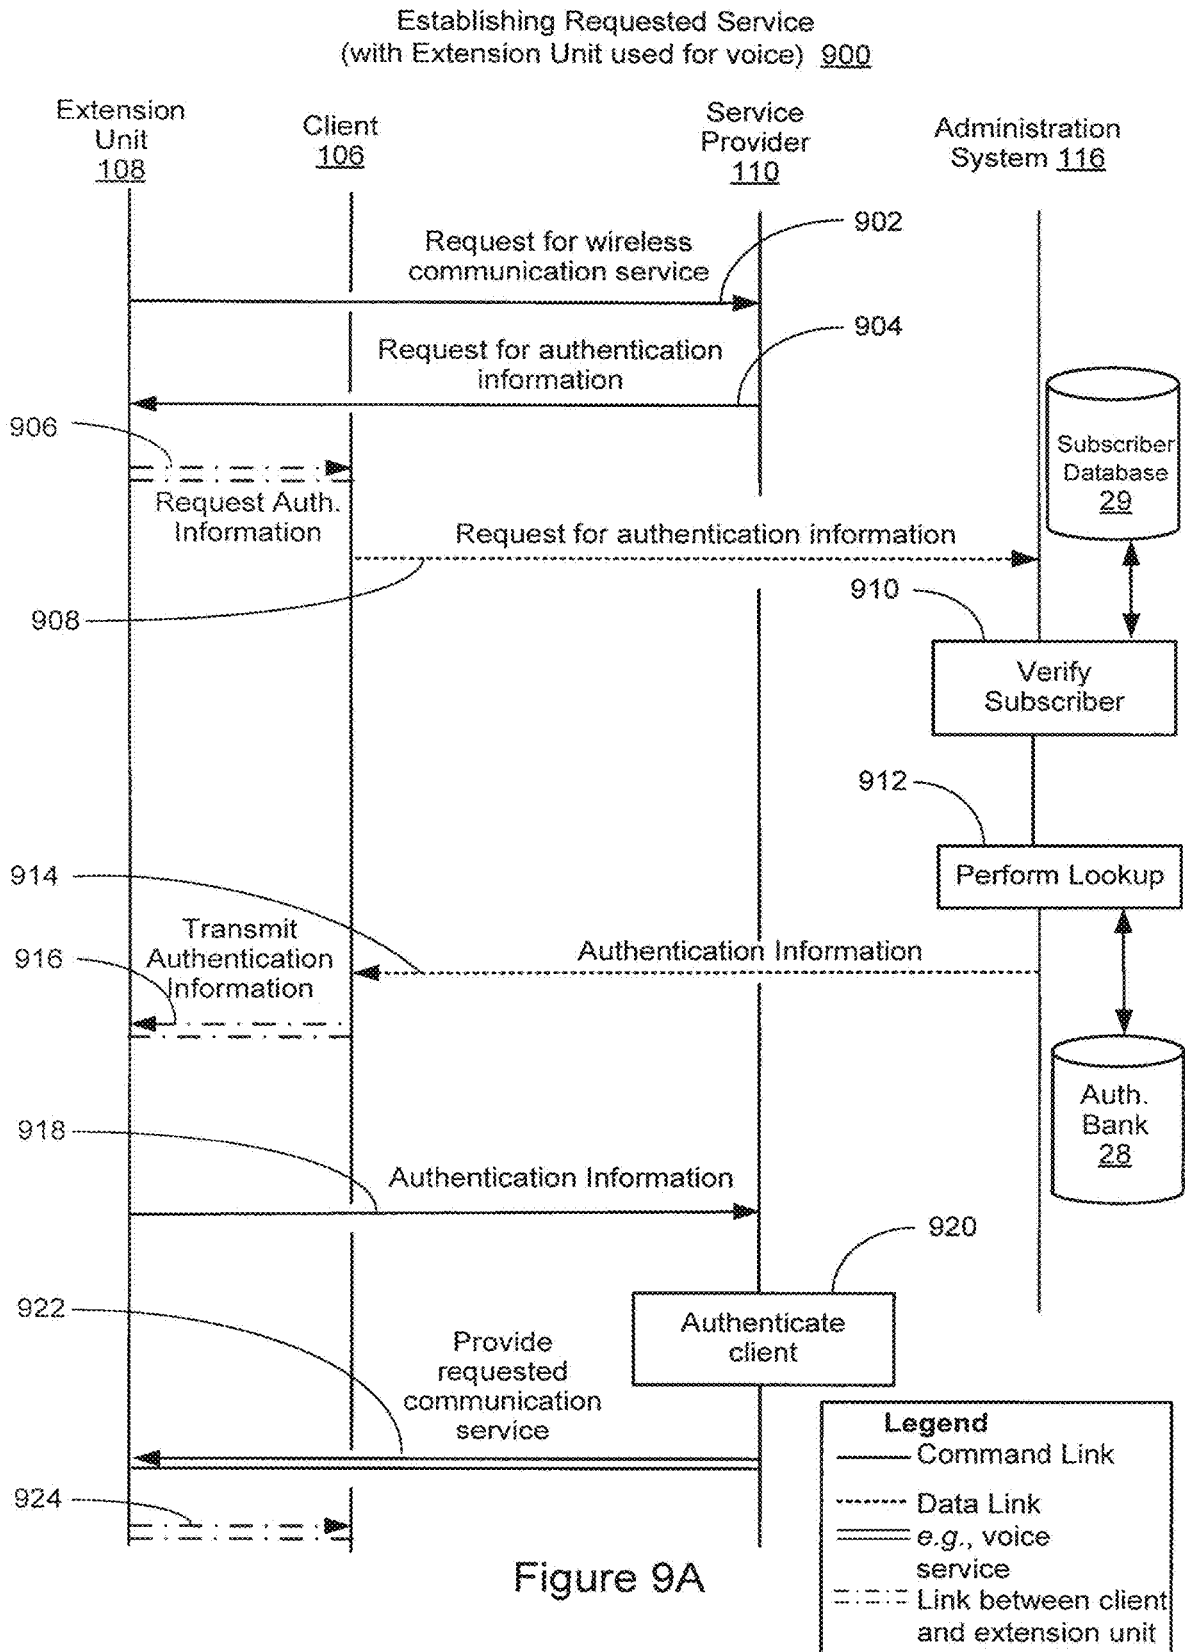 Establishing Requested Service
(with Extension Unit used for voice) 900
Extension
Unit
108
Client
106
Service
Provider
110
Administration
System 116
902
Request for wireless
communication service
904
Request for authentication
information
906
Request Auth.
Information
Subscriber
Database
29
Request for authentication information
908
910
Verify
Subscriber
912
Perform Lookup
914
Transmit
Authentication
Information
916
Authentication Information
Auth.
Bank
28
918
Authentication Information
920
Authenticate
client
922
Provide
requested
communication
service
924
Legend
Command Link
Data Link
e.g., voice
service
Link between client
and extension unit
Figure 9A